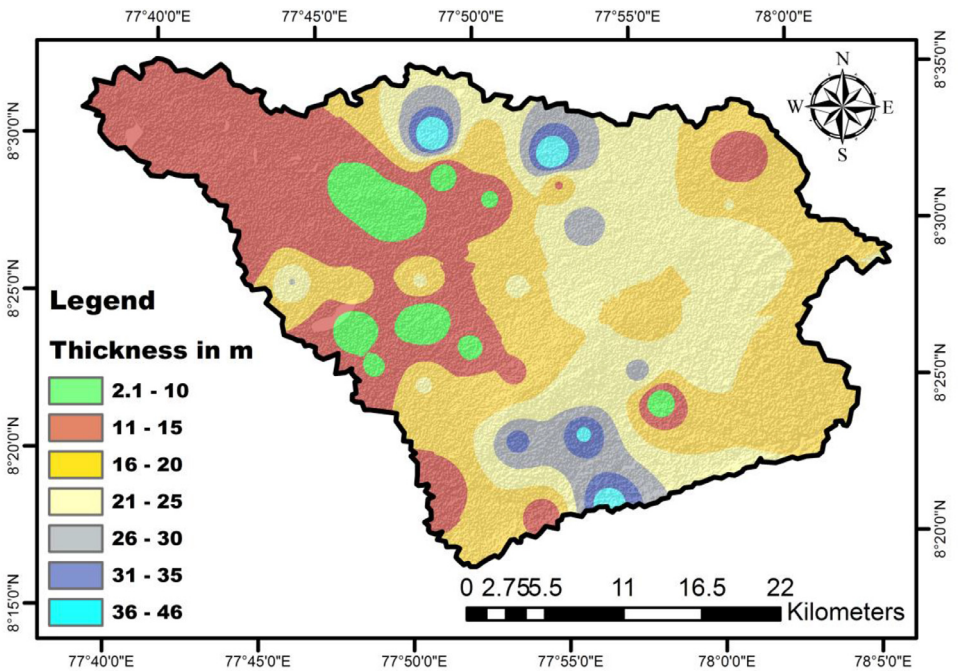 77°40'0"E 77°45'0"E 77°50'0"E 77°55'0"E 78°0'0"E
8°35'0"N
8°30'0"N
8°25'0"N
8°20'0"N
8°30'0"N
8°25'0"N
8°20'0"N
8°15'0"N
N
W E
S
Legend
Thickness in m
2.1 - 10
11 - 15
16 - 20
21 - 25
26 - 30
31 - 35
36 - 46
0 2.755.5 11 16.5 22
Kilometers
77°40'0"E 77°45'0"E 77°50'0"E 77°55'0"E 78°0'0"E 78°50'0"E